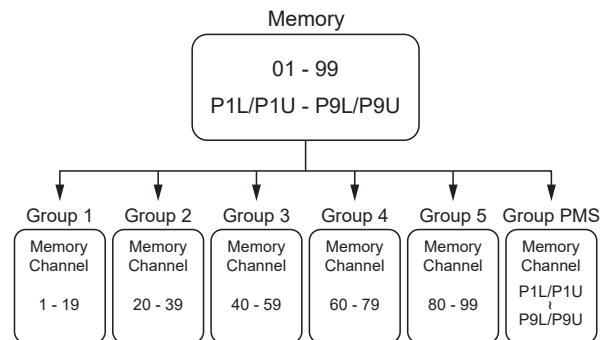 Memory
01 - 99
P1L/P1U - P9L/P9U
Group 1
Memory
Channel
1 - 19
Group 2
Memory
Channel
20 - 39
Group 3
Memory
Channel
40 - 59
Group 4
Memory
Channel
60 - 79
Group 5
Memory
Channel
80 - 99
Group PMS
Memory
Channel
P1L/P1U
~
P9L/P9U